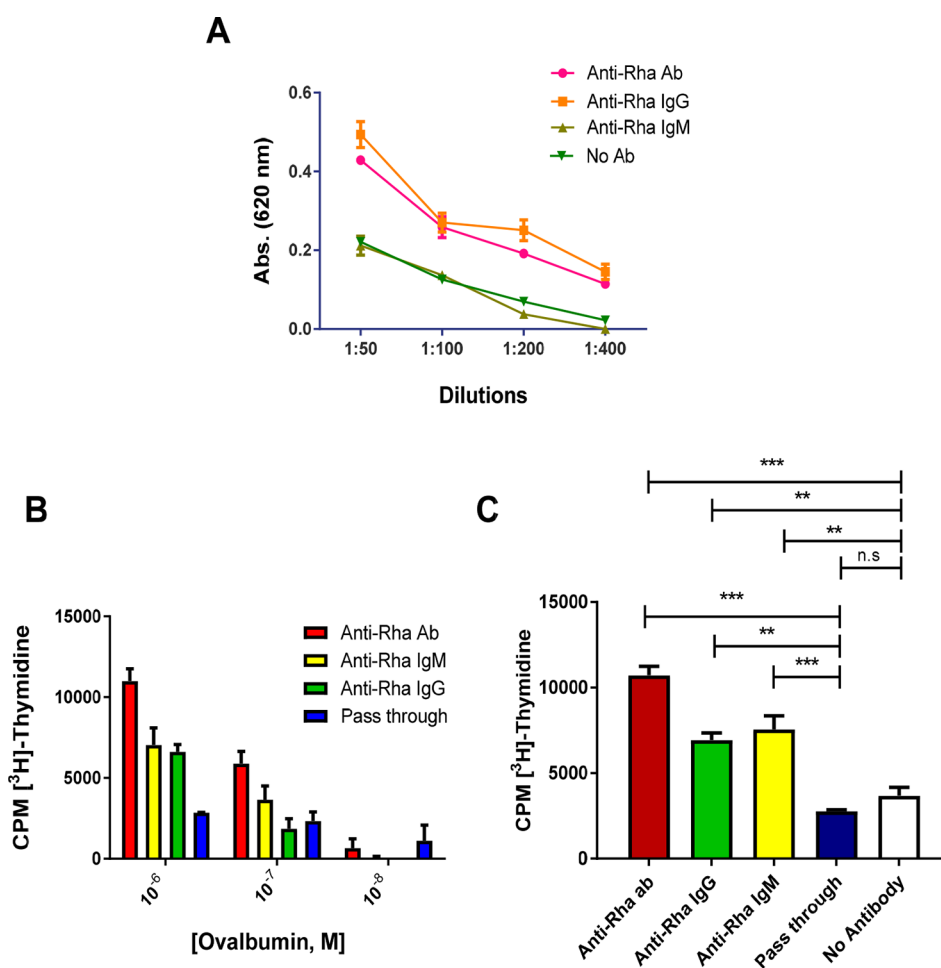 A
Anti-Rha Ab
Anti-Rha IgG
Anti-Rha IgM
No Ab
Abs. (620 nm)
0.6
0.4
0.2
0.0
1:50 1:100 1:200 1:400
Dilutions
B
CPM [³H]-Thymidine
15000
10000
5000
0
Anti-Rha Ab
Anti-Rha IgM
Anti-Rha IgG
Pass through
10⁻⁶ 10⁻⁷ 10⁻⁸
[Ovalbumin, M]
C
***
**
**
n.s
***
**
***
CPM [³H]-Thymidine
15000
10000
5000
0
Anti-Rha ab
Anti-Rha IgG
Anti-Rha IgM
Pass through
No Antibody